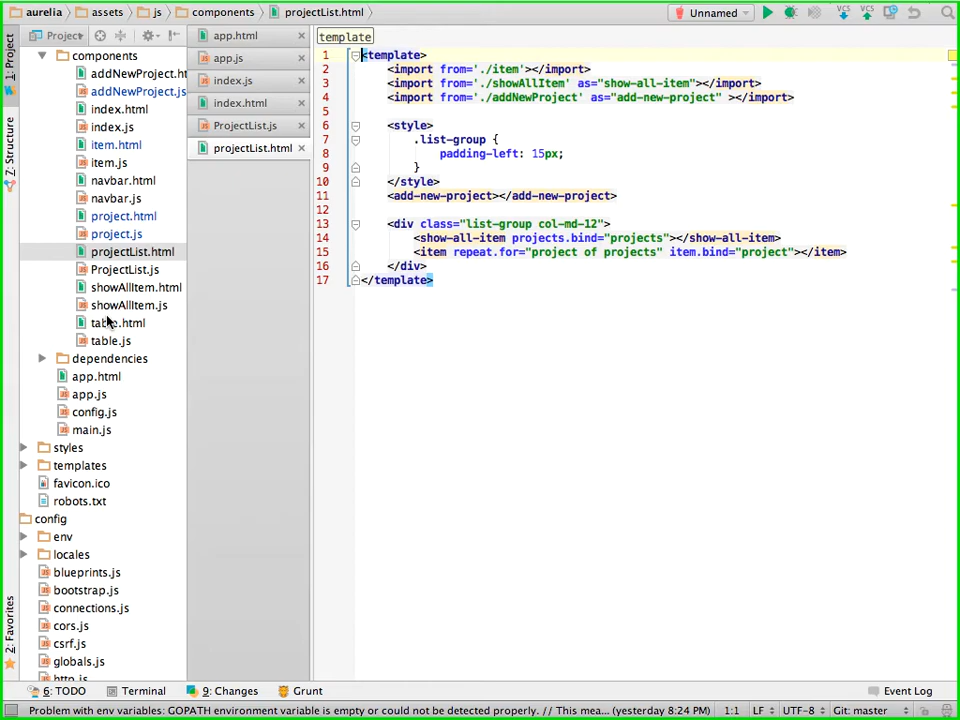 aurelia assets js components projectList.html Unnamed VCS VCS
Project
1: Project
Z: Structure
2: Favorites
components
addNewProject.ht
addNewProject.js
index.html
index.js
item.html
item.js
navbar.html
navbar.js
project.html
project.js
projectList.html
ProjectList.js
showAllItem.html
showAllItem.js
table.html
table.js
dependencies
app.html
app.js
config.js
main.js
styles
templates
favicon.ico
robots.txt
config
env
locales
blueprints.js
bootstrap.js
connections.js
cors.js
csrf.js
globals.js
http.js
app.html
app.js
index.js
index.html
ProjectList.js
projectList.html
template
1 <template>
2 <import from='./item'></import>
3 <import from='./showAllItem' as="show-all-item"></import>
4 <import from='./addNewProject' as="add-new-project" ></import>
5
6 <style>
7 .list-group {
8 padding-left: 15px;
9 }
10 </style>
11 <add-new-project></add-new-project>
12
13 <div class="list-group col-md-12">
14 <show-all-item projects.bind="projects"></show-all-item>
15 <item repeat.for="project of projects" item.bind="project"></item>
16 </div>
17 </template>
6: TODO Terminal 9: Changes Grunt Event Log
Problem with env variables: GOPATH environment variable is empty or could not be detected properly. // This mea... (yesterday 8:24 PM) 1:1 LF UTF-8 Git: master